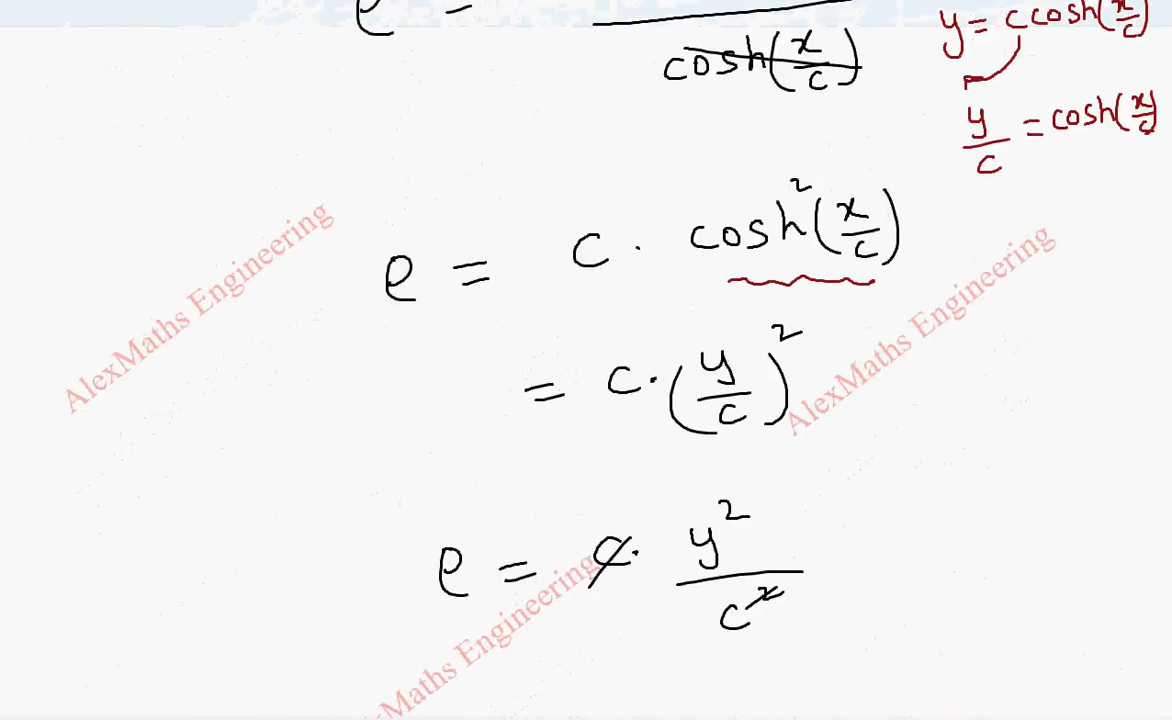 ρ =
cosh(x/c)
y = c cosh(x/c)
y/c = cosh(x/c)
ρ = c · cosh²(x/c)
= c · (y/c)²
ρ = c · y²/c²
AlexMaths Engineering
AlexMaths Engineering
AlexMaths Engineering